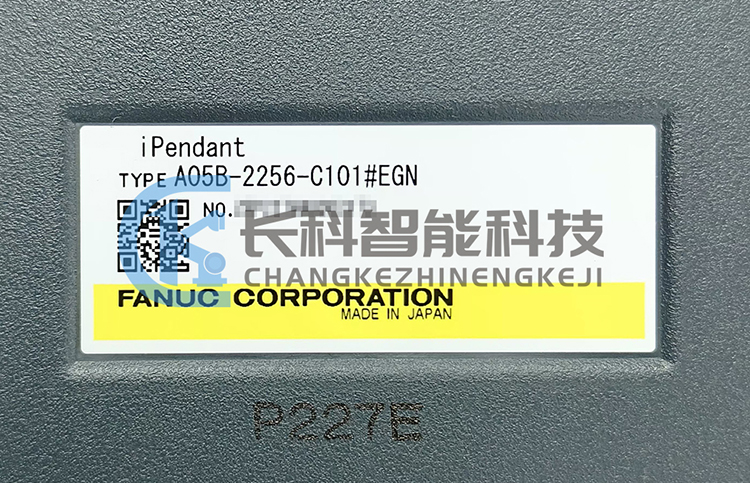 iPendant
TYPE A05B-2256-C101#EGN
NO.
长科智能科技
CHANGKEZHINENGKEJI
FANUC CORPORATION
MADE IN JAPAN
P227E